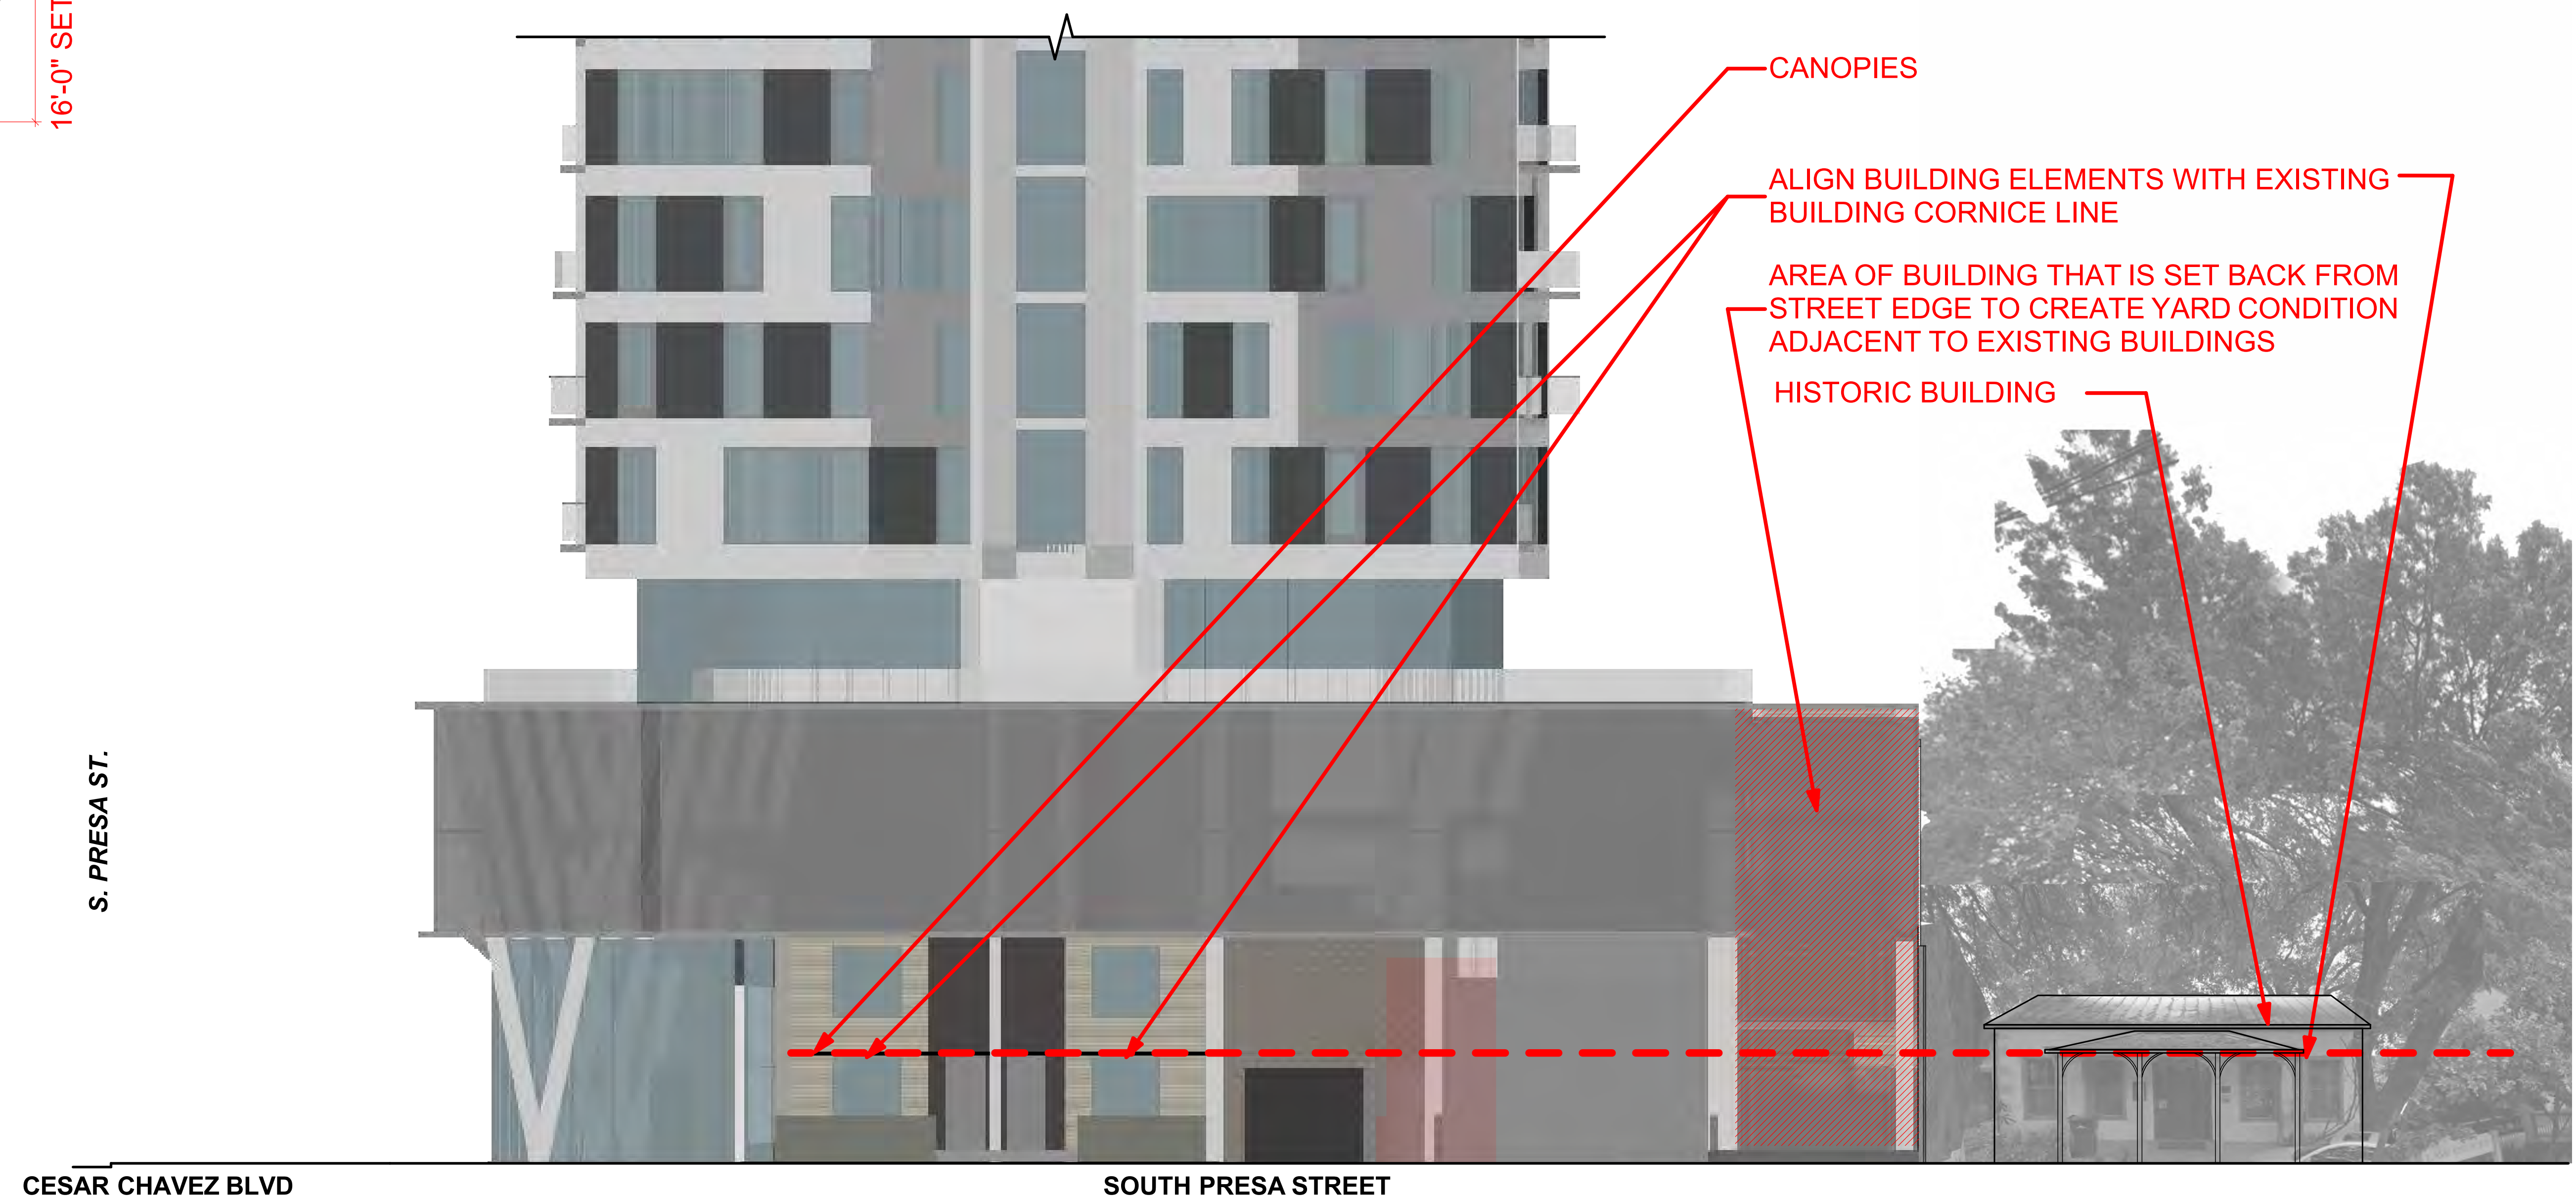 16'-0" SET
CANOPIES
ALIGN BUILDING ELEMENTS WITH EXISTING
BUILDING CORNICE LINE
AREA OF BUILDING THAT IS SET BACK FROM
STREET EDGE TO CREATE YARD CONDITION
ADJACENT TO EXISTING BUILDINGS
HISTORIC BUILDING
S. PRESA ST.
CESAR CHAVEZ BLVD
SOUTH PRESA STREET